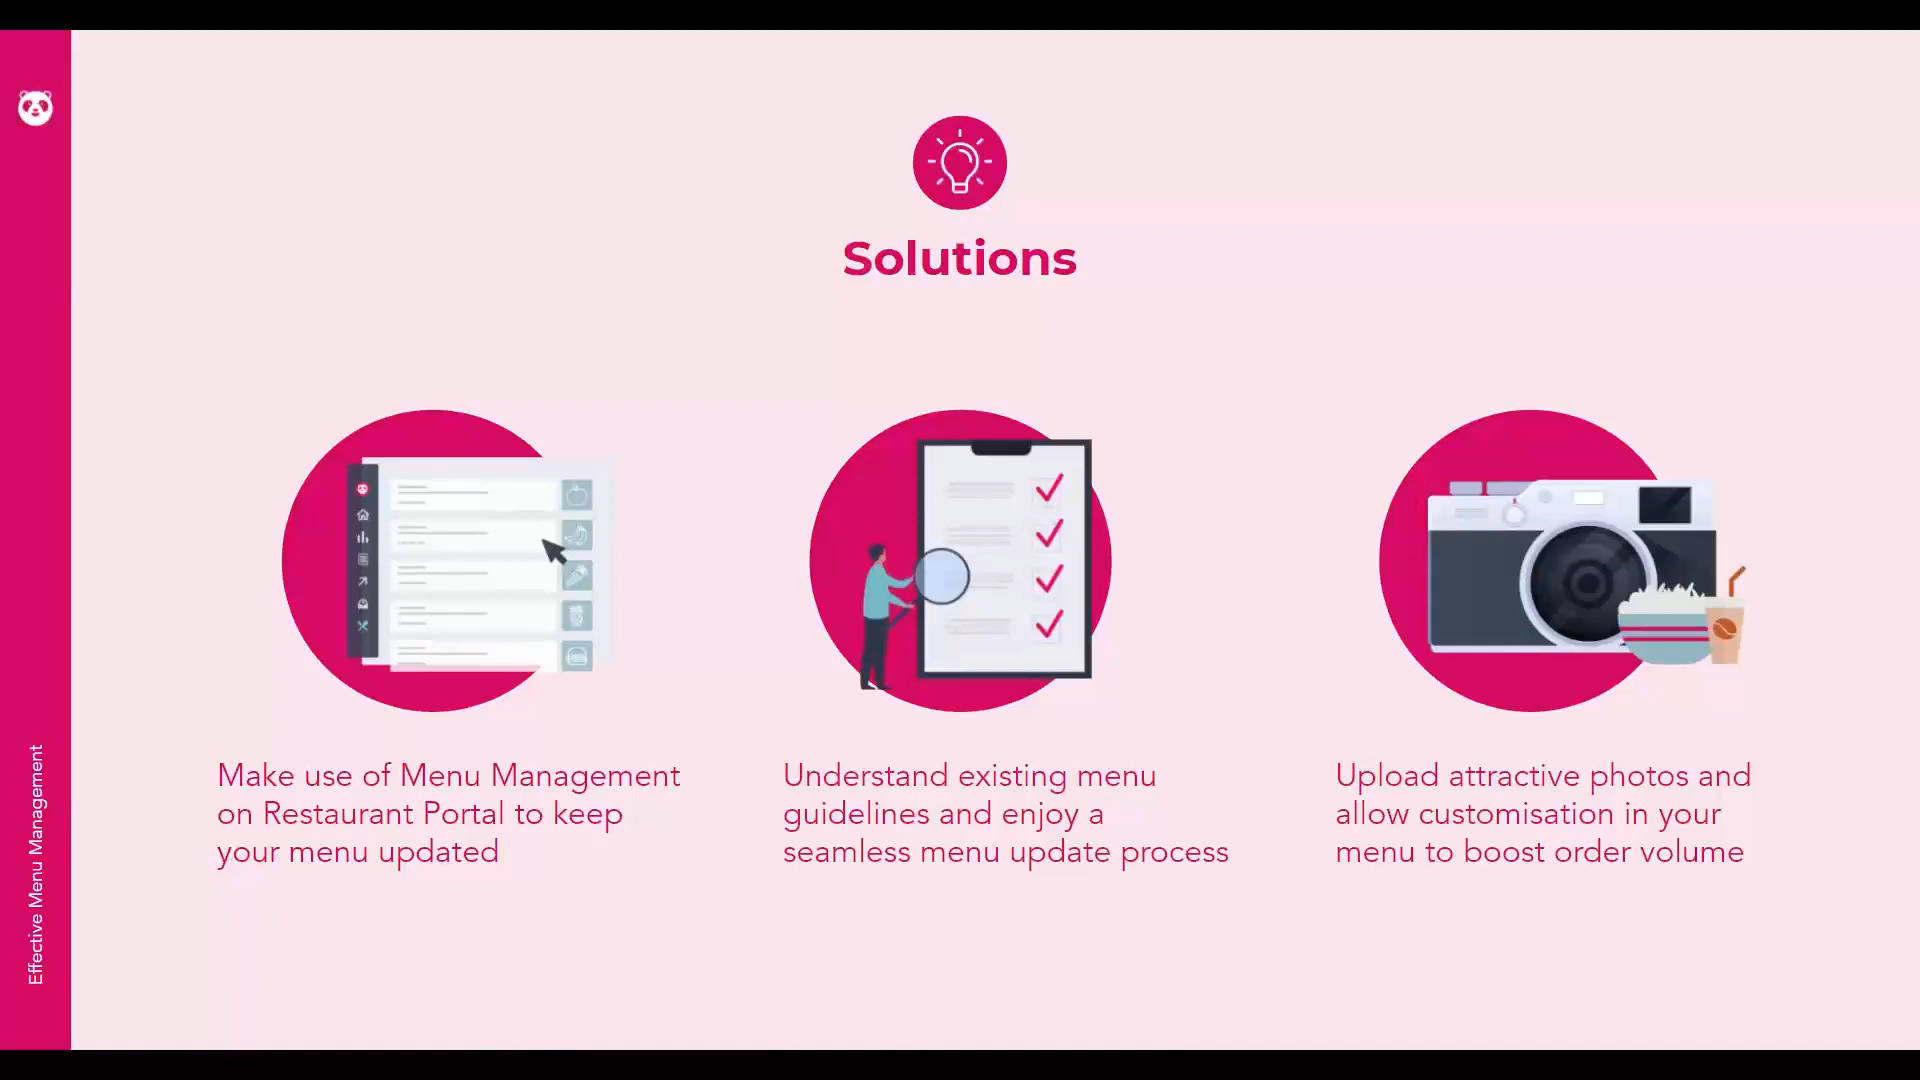 Solutions
Make use of Menu Management
on Restaurant Portal to keep
your menu updated
Understand existing menu
guidelines and enjoy a
seamless menu update process
Upload attractive photos and
allow customisation in your
menu to boost order volume
Effective Menu Management